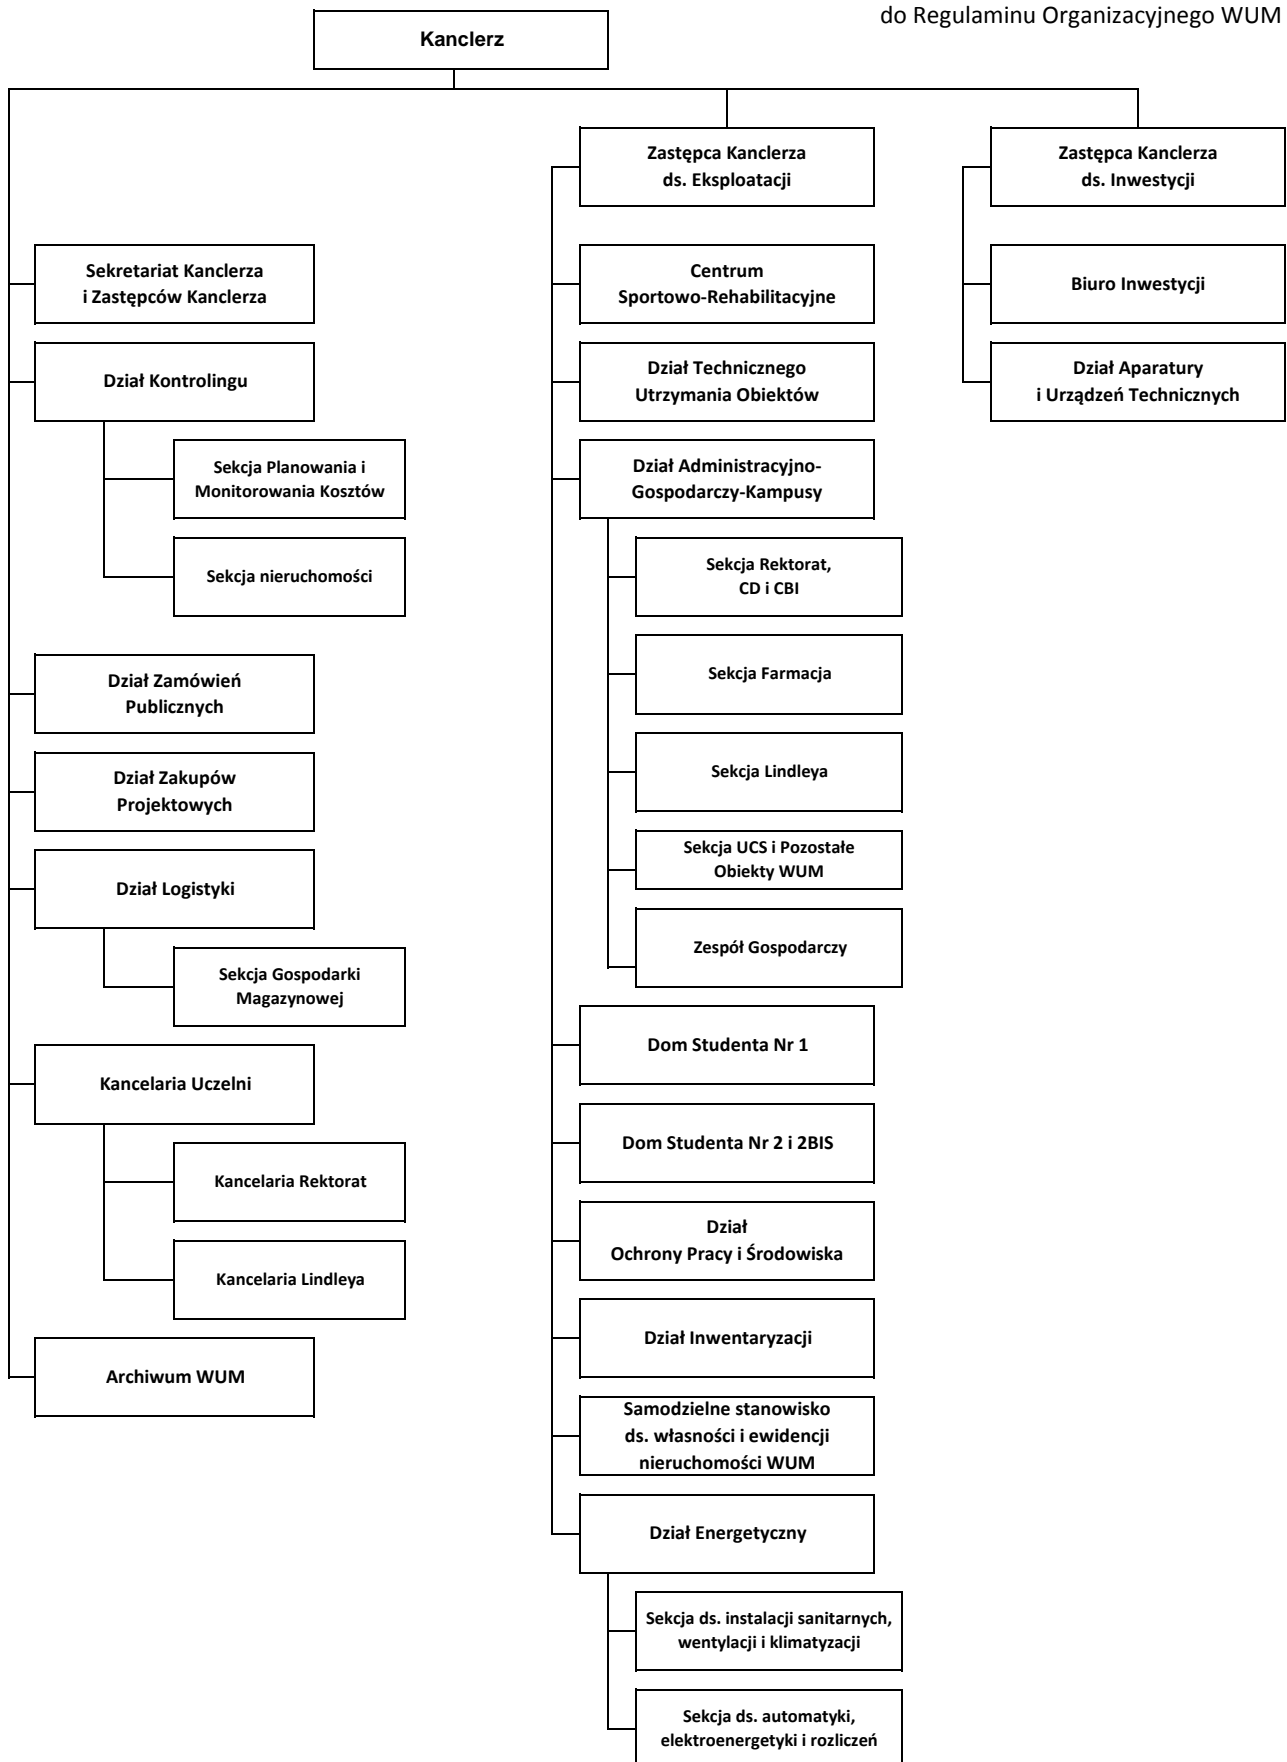 do Regulaminu Organizacyjnego WUM
Kanclerz
Zastępca Kanclerza
ds. Eksploatacji
Zastępca Kanclerza
ds. Inwestycji
Sekretariat Kanclerza
i Zastępców Kanclerza
Centrum
Sportowo-Rehabilitacyjne
Biuro Inwestycji
Dział Kontrolingu
Dział Technicznego
Utrzymania Obiektów
Dział Aparatury
i Urządzeń Technicznych
Sekcja Planowania i
Monitorowania Kosztów
Dział Administracyjno-
Gospodarczy-Kampusy
Sekcja nieruchomości
Sekcja Rektorat,
CD i CBI
Dział Zamówień
Publicznych
Sekcja Farmacja
Dział Zakupów
Projektowych
Sekcja Lindleya
Dział Logistyki
Sekcja UCS i Pozostałe
Obiekty WUM
Sekcja Gospodarki
Magazynowej
Zespół Gospodarczy
Kancelaria Uczelni
Dom Studenta Nr 1
Kancelaria Rektorat
Dom Studenta Nr 2 i 2BIS
Kancelaria Lindleya
Dział
Ochrony Pracy i Środowiska
Archiwum WUM
Dział Inwentaryzacji
Samodzielne stanowisko
ds. własności i ewidencji
nieruchomości WUM
Dział Energetyczny
Sekcja ds. instalacji sanitarnych,
wentylacji i klimatyzacji
Sekcja ds. automatyki,
elektroenergetyki i rozliczeń